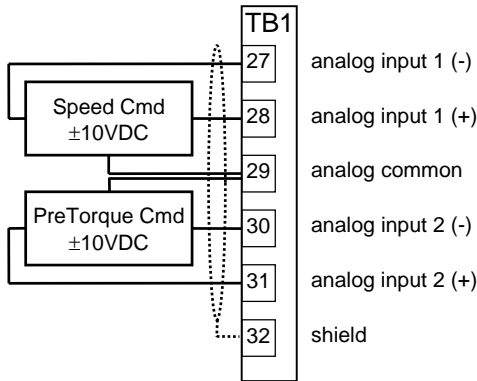 TB1
27 analog input 1 (-)
Speed Cmd
±10VDC
28 analog input 1 (+)
29 analog common
PreTorque Cmd
±10VDC
30 analog input 2 (-)
31 analog input 2 (+)
32 shield